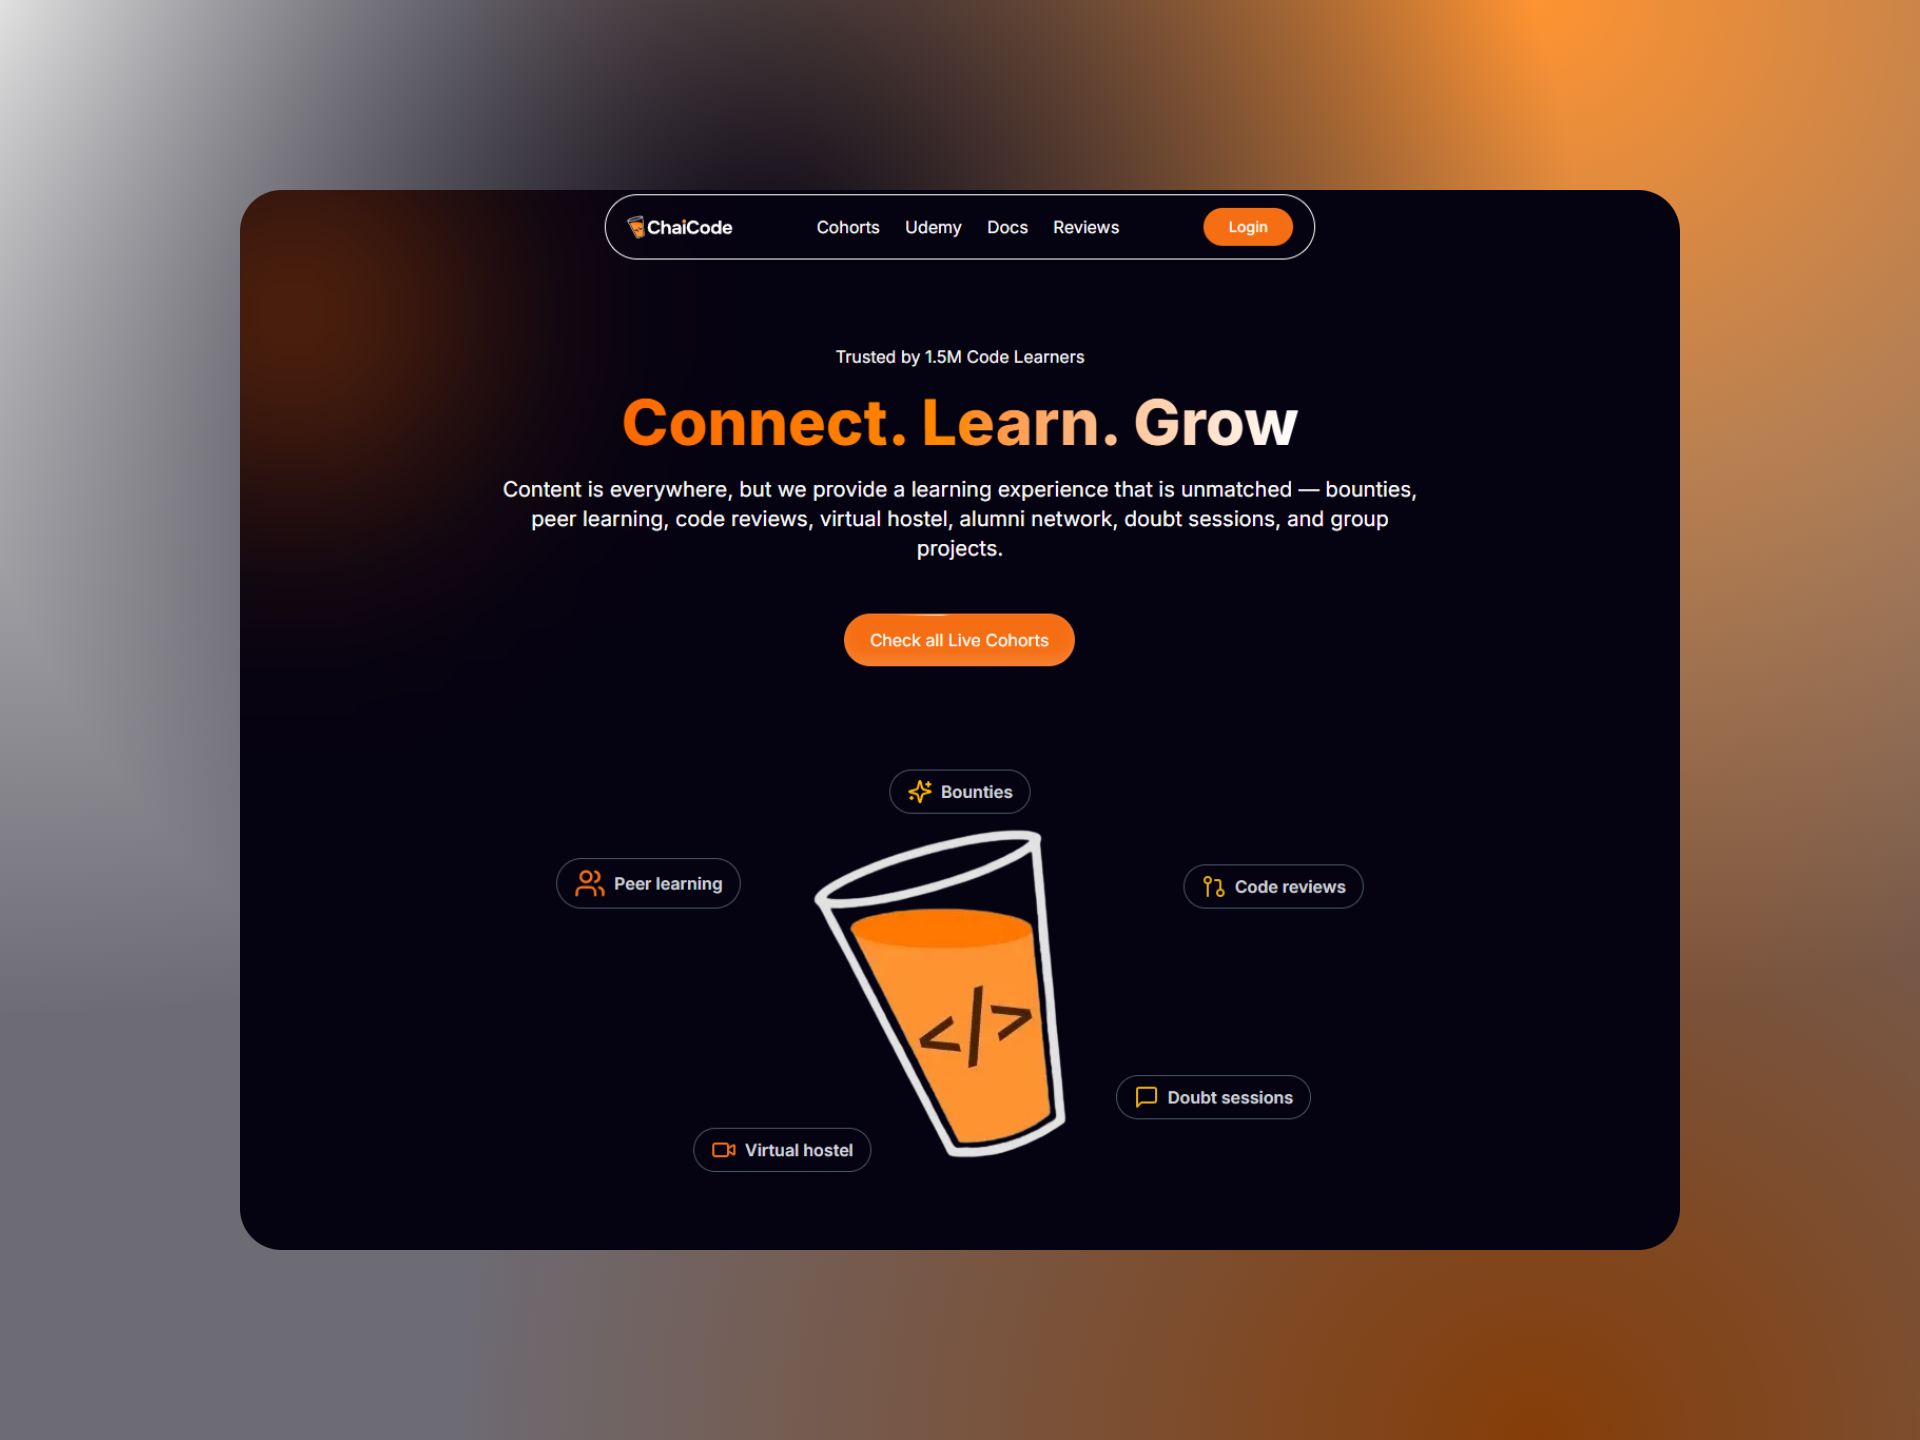 ChaiCode
Cohorts
Udemy
Docs
Reviews
Login
Trusted by 1.5M Code Learners
Connect. Learn. Grow
Content is everywhere, but we provide a learning experience that is unmatched — bounties,
peer learning, code reviews, virtual hostel, alumni network, doubt sessions, and group
projects.
Check all Live Cohorts
Bounties
Peer learning
Code reviews
</>
Doubt sessions
Virtual hostel